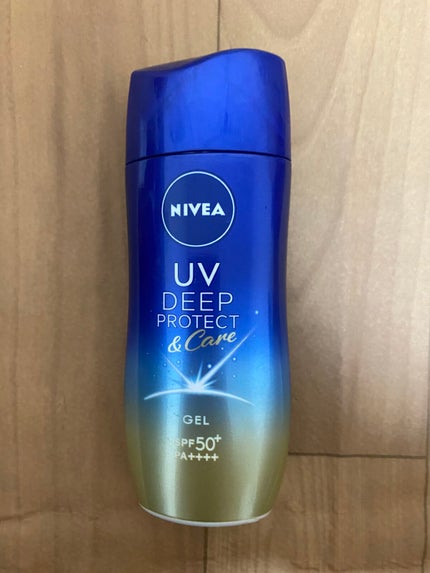 NIVEA
UV
DEEP
PROTECT
& Care
GEL
SPF50+
PA++++